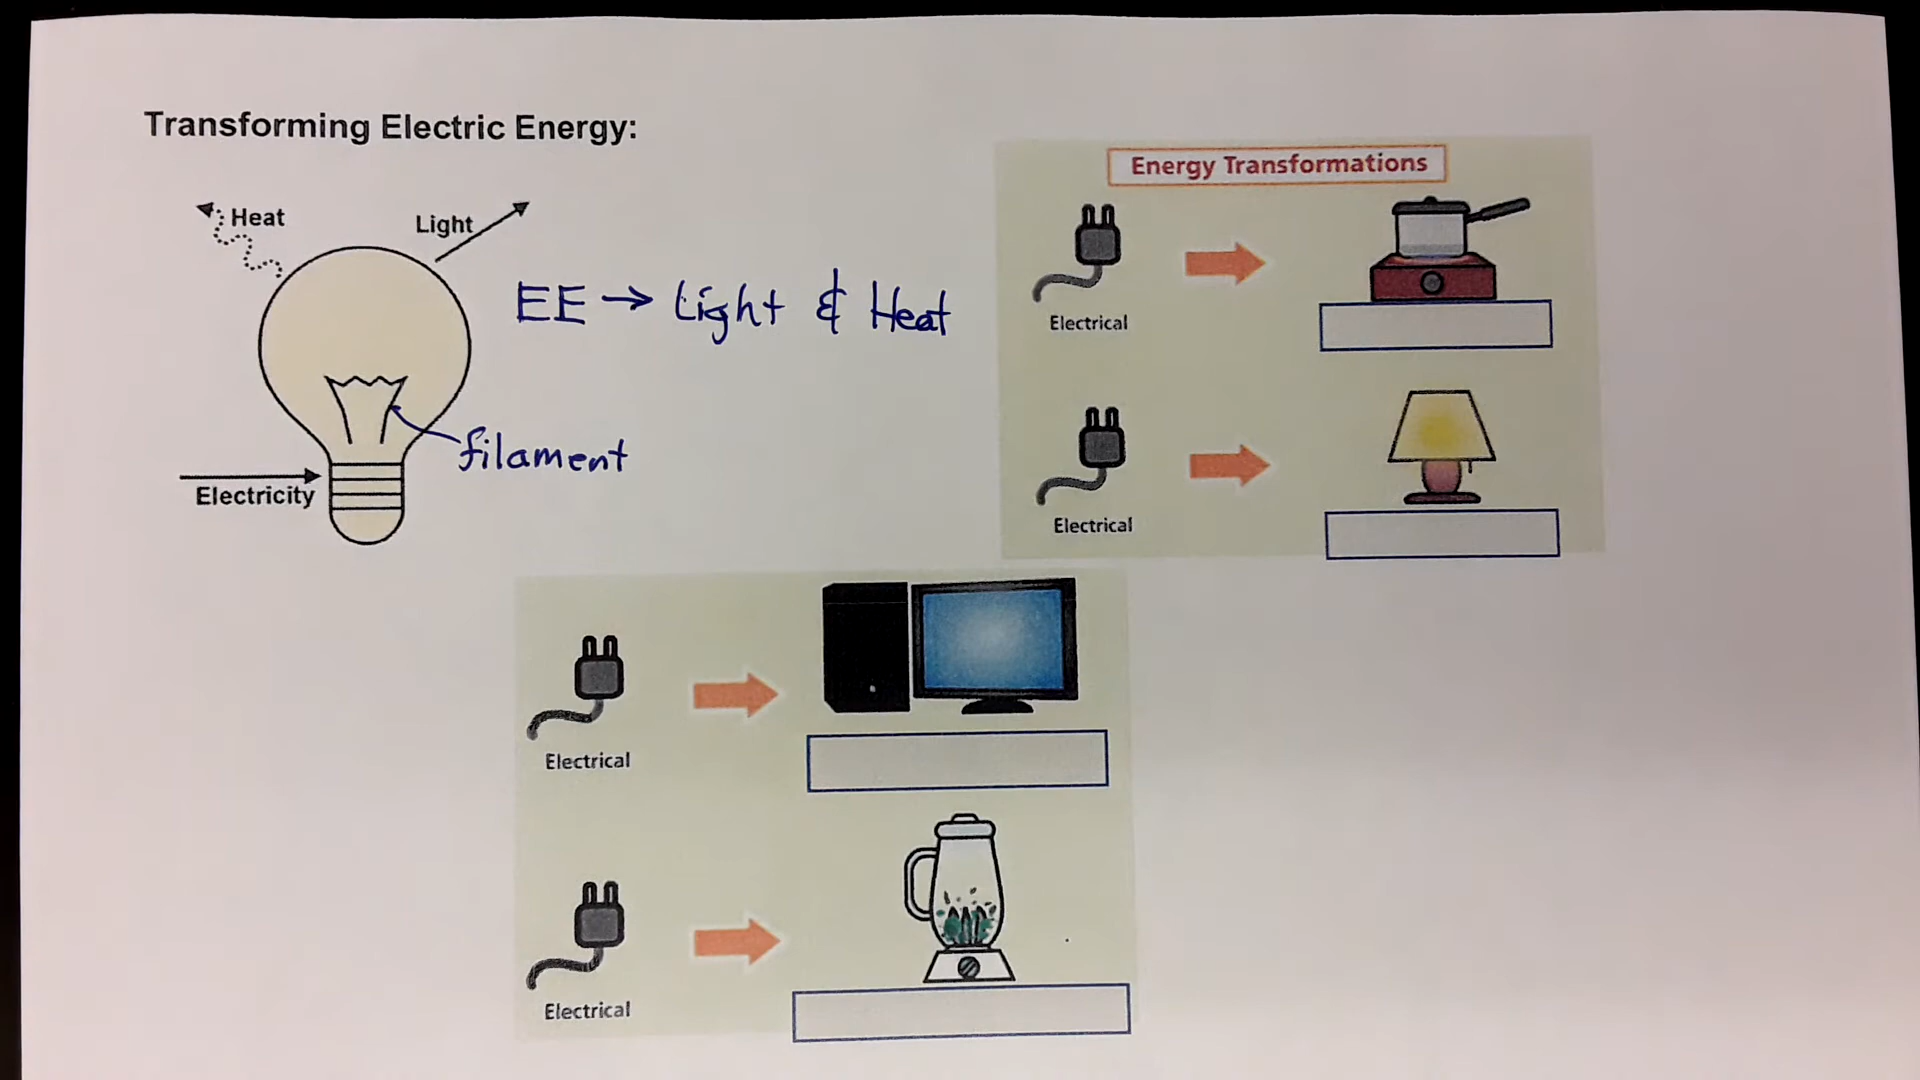 Transforming Electric Energy:
Heat
Light
EE → Light & Heat
filament
Electricity
Energy Transformations
Electrical
Electrical
Electrical
Electrical